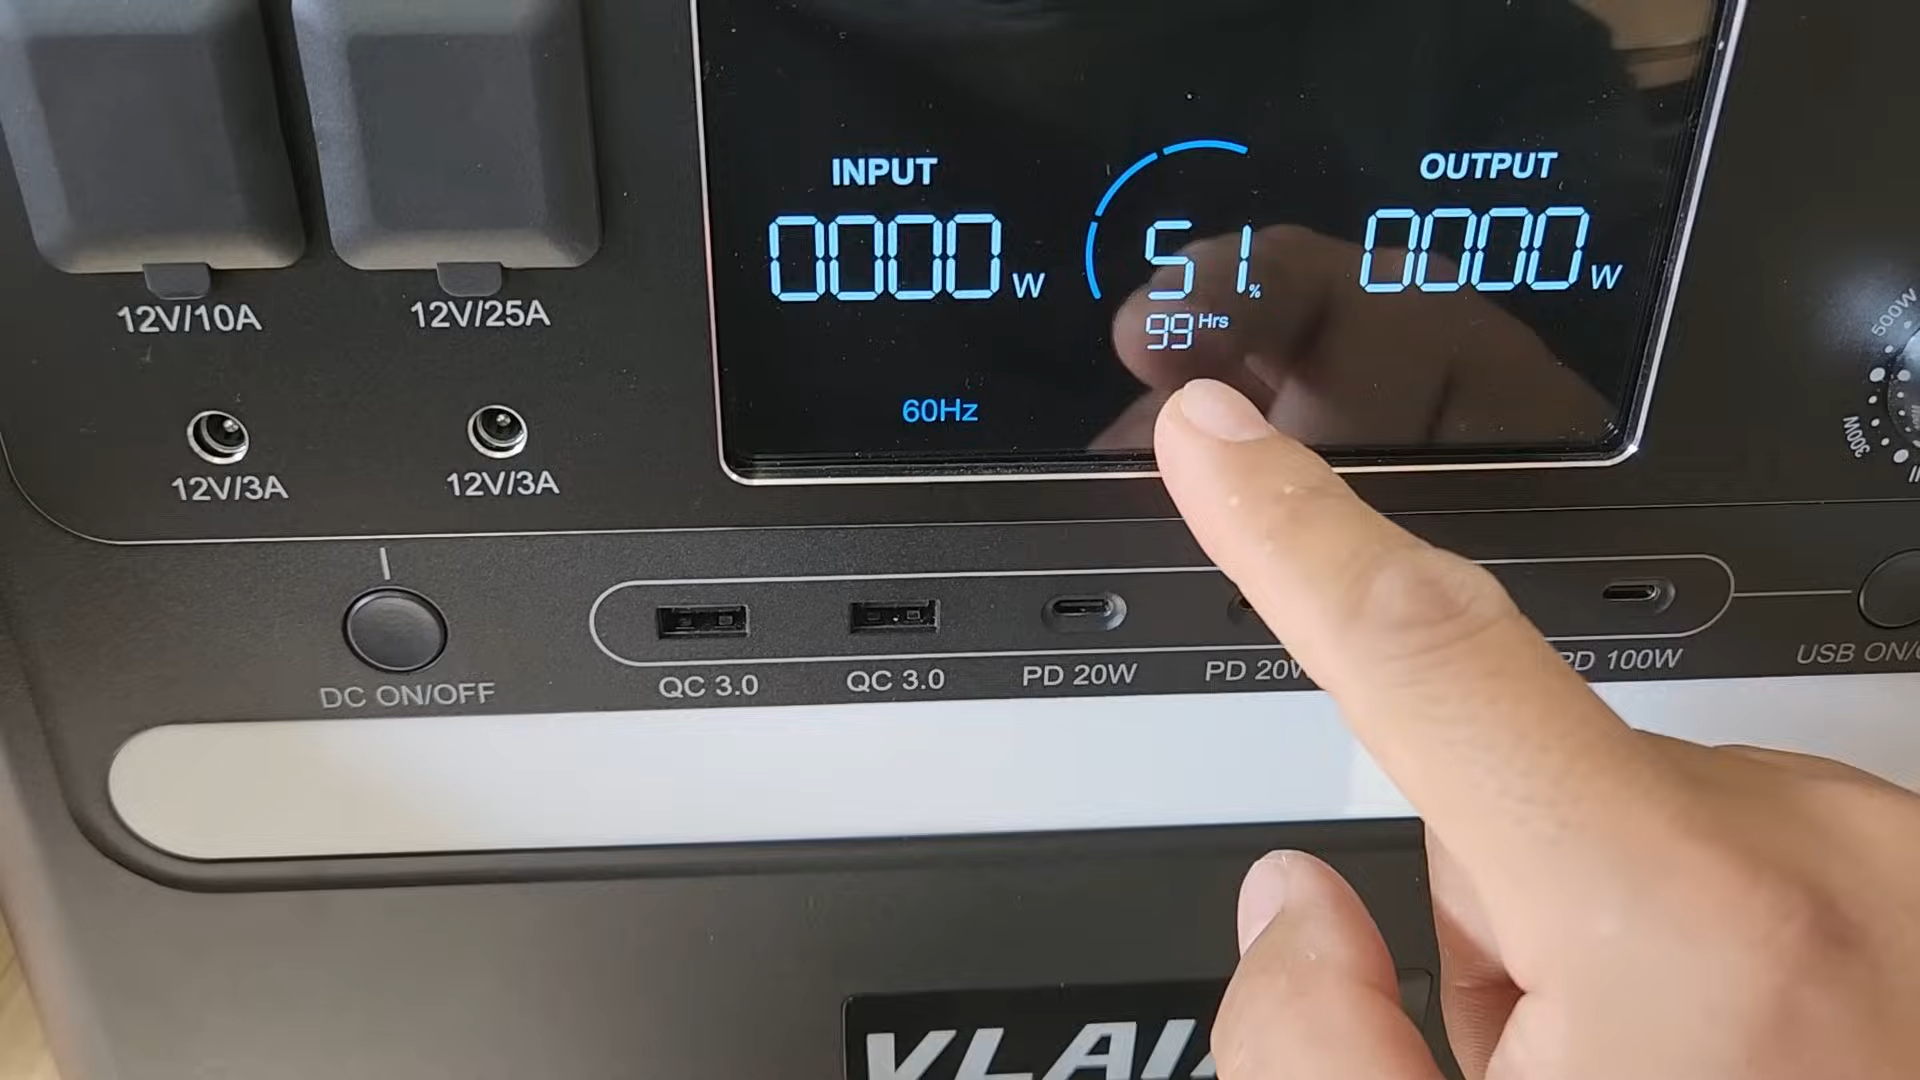 INPUT
0000W
51%
99Hrs
OUTPUT
0000W
60Hz
12V/10A
12V/25A
12V/3A
12V/3A
500W
300W
DC ON/OFF
QC 3.0
QC 3.0
PD 20W
PD 20W
PD 100W
USB ON/O
VLAI